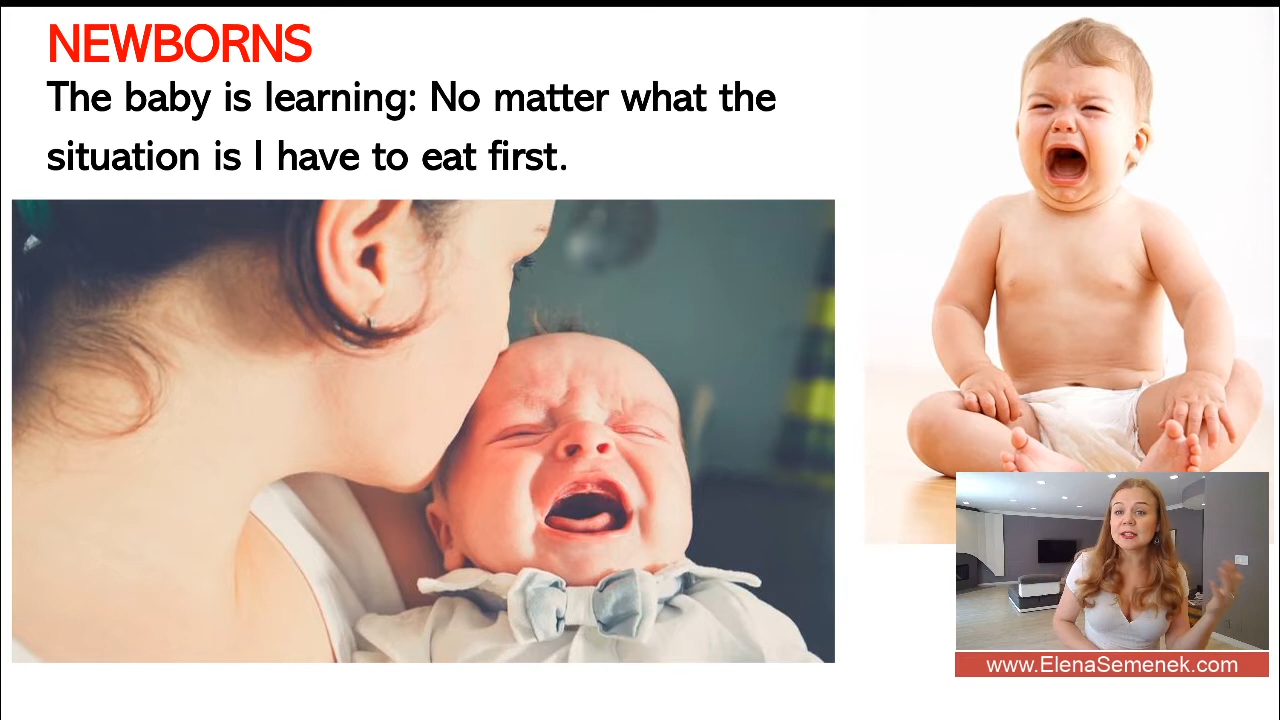 NEWBORNS
The baby is learning: No matter what the
situation is I have to eat first.
www.ElenaSemenek.com